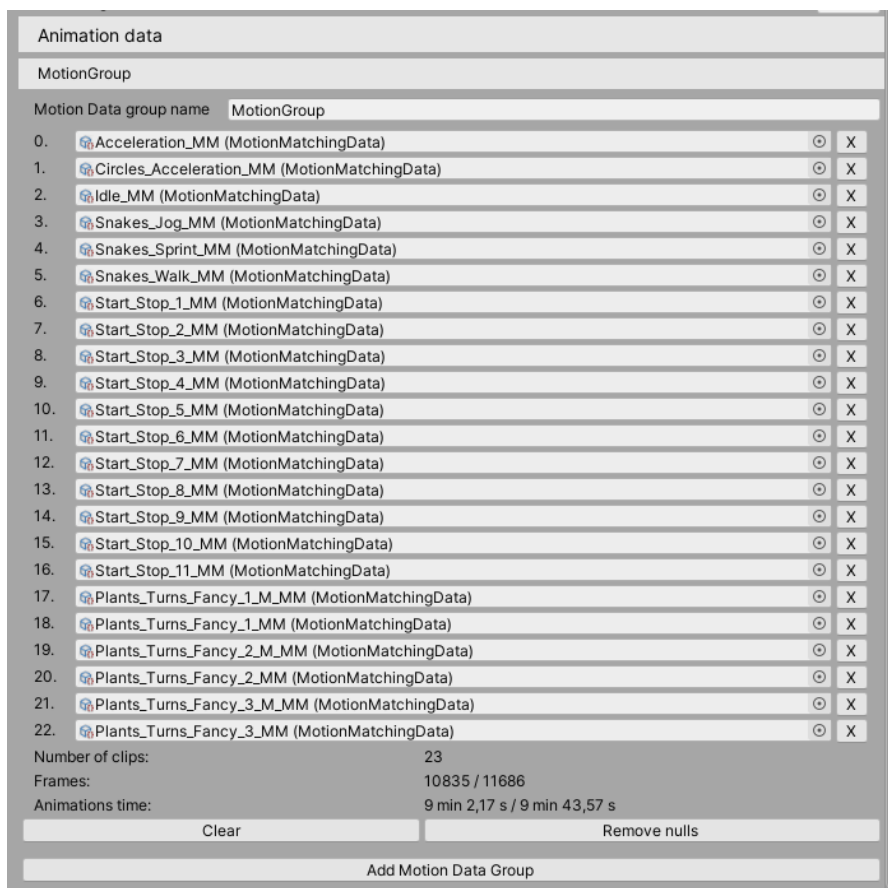 Animation data
MotionGroup
Motion Data group name MotionGroup
0. Acceleration_MM (MotionMatchingData) X
1. Circles_Acceleration_MM (MotionMatchingData) X
2. Idle_MM (MotionMatchingData) X
3. Snakes_Jog_MM (MotionMatchingData) X
4. Snakes_Sprint_MM (MotionMatchingData) X
5. Snakes_Walk_MM (MotionMatchingData) X
6. Start_Stop_1_MM (MotionMatchingData) X
7. Start_Stop_2_MM (MotionMatchingData) X
8. Start_Stop_3_MM (MotionMatchingData) X
9. Start_Stop_4_MM (MotionMatchingData) X
10. Start_Stop_5_MM (MotionMatchingData) X
11. Start_Stop_6_MM (MotionMatchingData) X
12. Start_Stop_7_MM (MotionMatchingData) X
13. Start_Stop_8_MM (MotionMatchingData) X
14. Start_Stop_9_MM (MotionMatchingData) X
15. Start_Stop_10_MM (MotionMatchingData) X
16. Start_Stop_11_MM (MotionMatchingData) X
17. Plants_Turns_Fancy_1_M_MM (MotionMatchingData) X
18. Plants_Turns_Fancy_1_MM (MotionMatchingData) X
19. Plants_Turns_Fancy_2_M_MM (MotionMatchingData) X
20. Plants_Turns_Fancy_2_MM (MotionMatchingData) X
21. Plants_Turns_Fancy_3_M_MM (MotionMatchingData) X
22. Plants_Turns_Fancy_3_MM (MotionMatchingData) X
Number of clips: 23
Frames: 10835 / 11686
Animations time: 9 min 2,17 s / 9 min 43,57 s
Clear Remove nulls
Add Motion Data Group